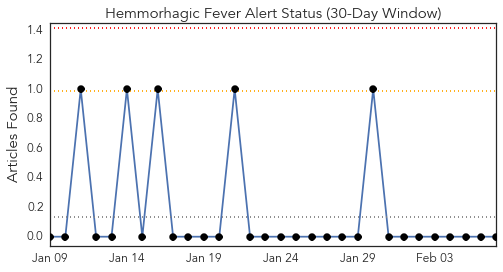 Hemmorhagic Fever Alert Status (30-Day Window)
Articles Found
1.4
1.2
1.0
0.8
0.6
0.4
0.2
0.0
Jan 09 Jan 14 Jan 19 Jan 24 Jan 29 Feb 03